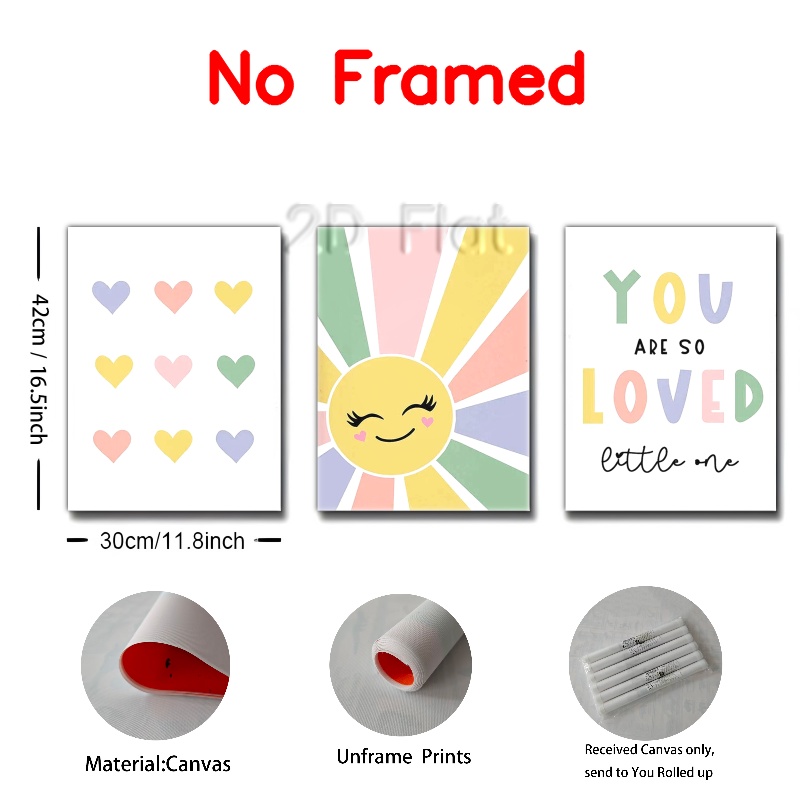 No Framed
2D Flat
42cm / 16.5inch
YOU
ARE SO
LOVED
little one
30cm/11.8inch
Material:Canvas
Unframe Prints
Received Canvas only,
send to You Rolled up